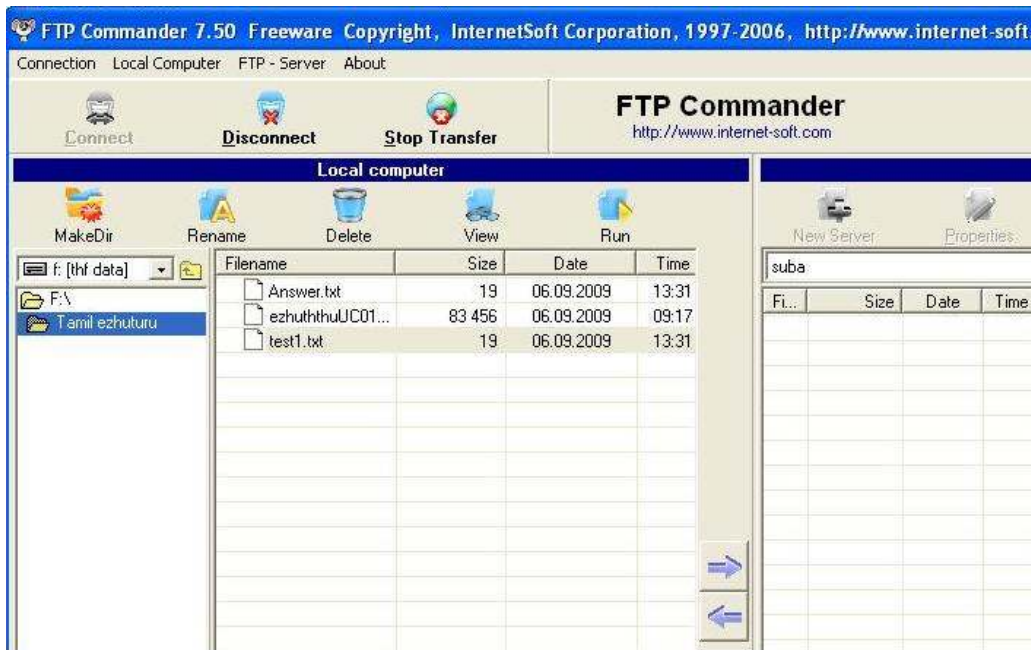 FTP Commander 7.50 Freeware Copyright, InternetSoft Corporation, 1997-2006, http://www.internet-soft.
Connection Local Computer FTP - Server About
Connect Disconnect Stop Transfer
FTP Commander
http://www.internet-soft.com
Local computer
MakeDir Rename Delete View Run
New Server Properties
f: [thf data]
F:\
Tamil ezhuturu
Filename Size Date Time
Answer.txt 19 06.09.2009 13:31
ezhuththuUC01... 83 456 06.09.2009 09:17
test1.txt 19 06.09.2009 13:31
suba
Fi... Size Date Time